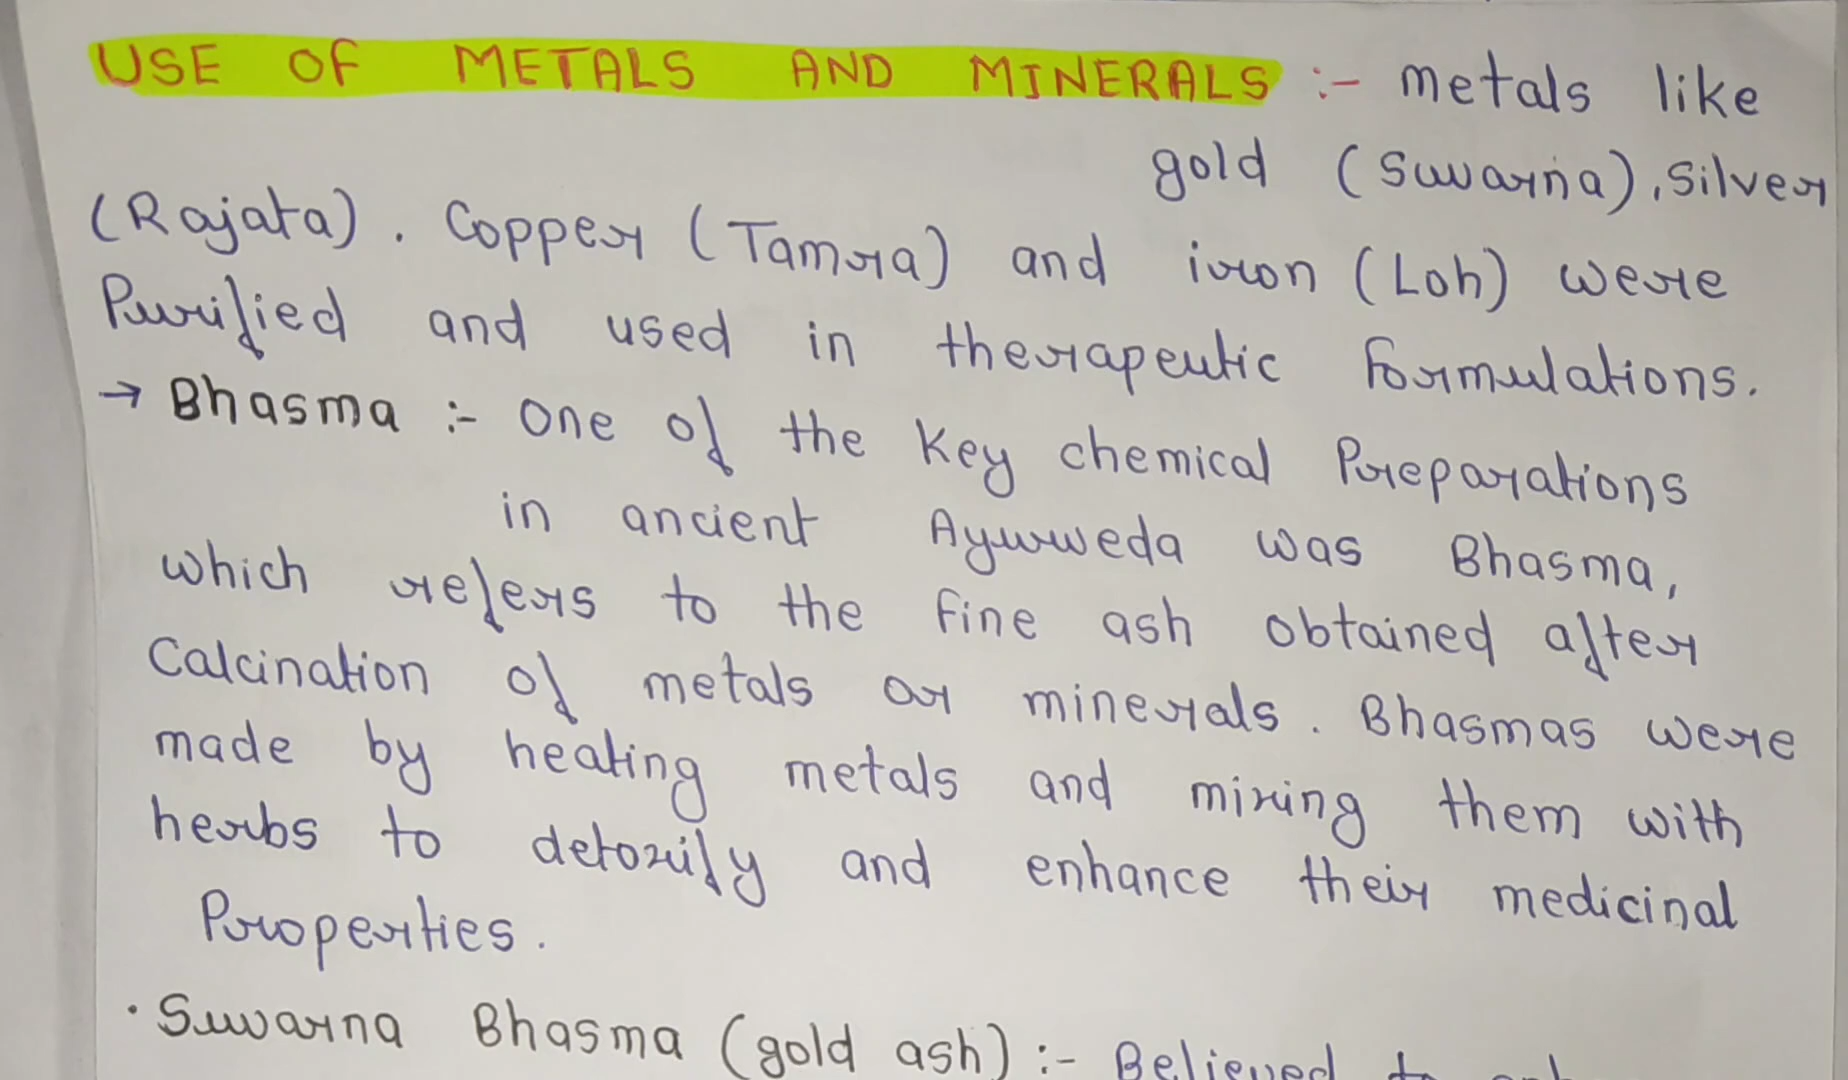 USE OF METALS AND MINERALS :- metals like
gold (Suwarna), Silver
(Rajata). Copper (Tamra) and iron (Loh) were
Purified and used in therapeutic formulations.
→ Bhasma :- One of the key chemical Preparations
in ancient Ayurveda was Bhasma,
which refers to the fine ash obtained after
Calcination of metals or minerals. Bhasmas were
made by heating metals and mixing them with
herbs to detoxify and enhance their medicinal
Properties.
• Suwarna Bhasma (gold ash) :- Believed to